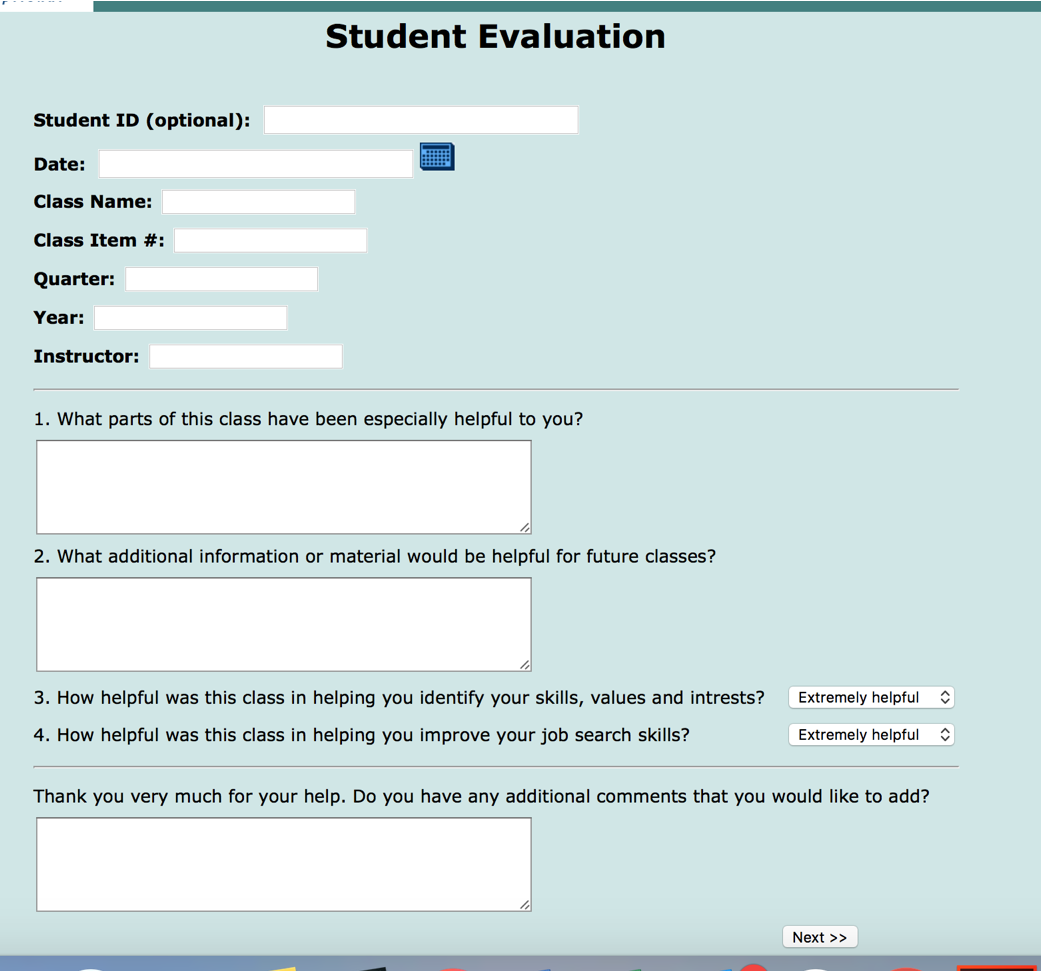 Student Evaluation
Student ID (optional):
Date:
Class Name:
Class Item #:
Quarter:
Year:
Instructor:
1. What parts of this class have been especially helpful to you?
2. What additional information or material would be helpful for future classes?
3. How helpful was this class in helping you identify your skills, values and intrests? Extremely helpful
4. How helpful was this class in helping you improve your job search skills? Extremely helpful
Thank you very much for your help. Do you have any additional comments that you would like to add?
Next >>